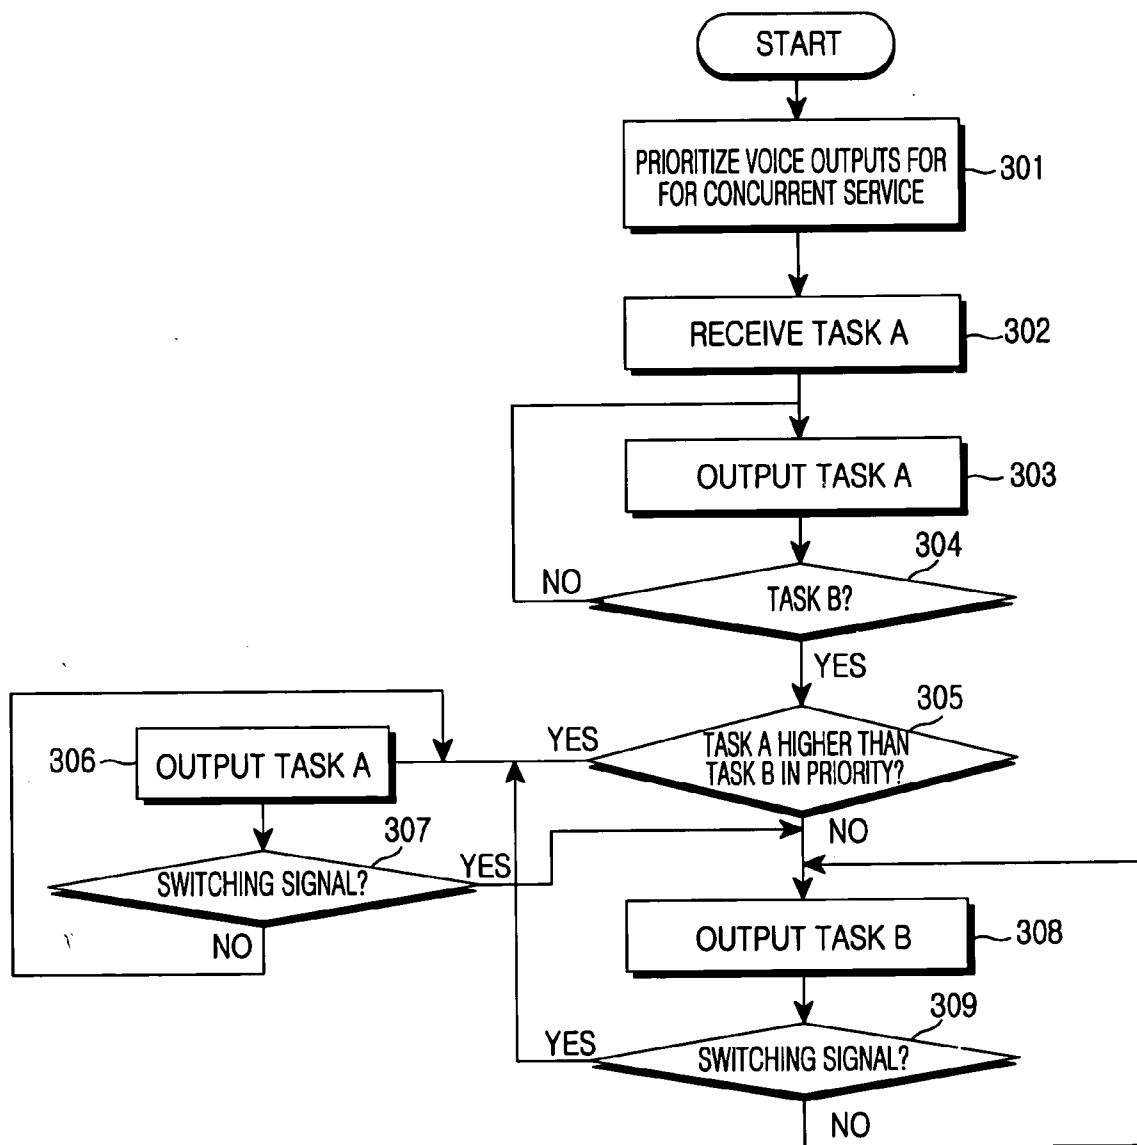 START
PRIORITIZE VOICE OUTPUTS FOR
FOR CONCURRENT SERVICE
301
RECEIVE TASK A
302
OUTPUT TASK A
303
304
NO
TASK B?
YES
305
YES
TASK A HIGHER THAN
TASK B IN PRIORITY?
306
OUTPUT TASK A
NO
307
YES
SWITCHING SIGNAL?
NO
OUTPUT TASK B
308
309
YES
SWITCHING SIGNAL?
NO